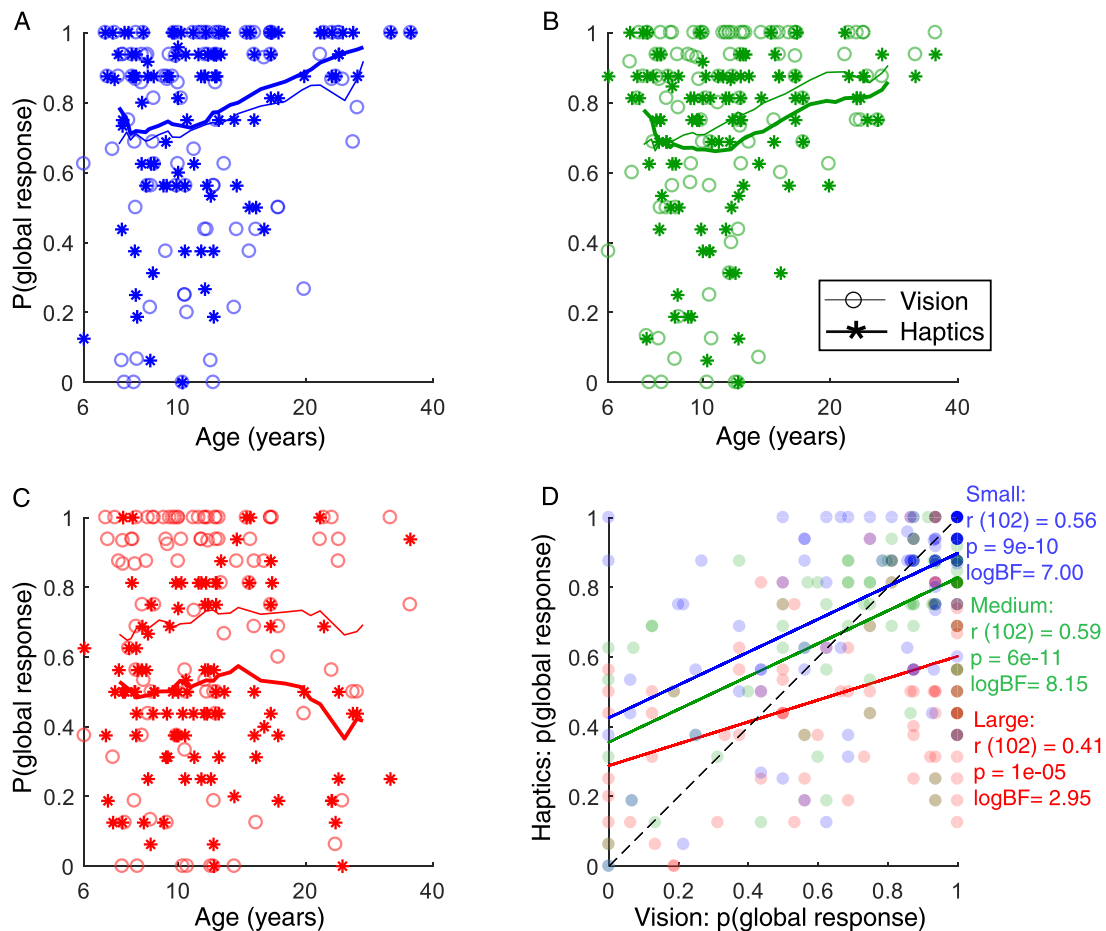 A
P(global response)
1
0.8
0.6
0.4
0.2
0
6
10
20
40
Age (years)
B
1
0.8
0.6
0.4
0.2
0
6
10
20
40
Age (years)
Vision
Haptics
C
P(global response)
1
0.8
0.6
0.4
0.2
0
6
10
20
40
Age (years)
D
Haptics: p(global response)
1
0.8
0.6
0.4
0.2
0
0
0.2
0.4
0.6
0.8
1
Vision: p(global response)
Small:
r (102) = 0.56
p = 9e-10
logBF= 7.00
Medium:
r (102) = 0.59
p = 6e-11
logBF= 8.15
Large:
r (102) = 0.41
p = 1e-05
logBF= 2.95